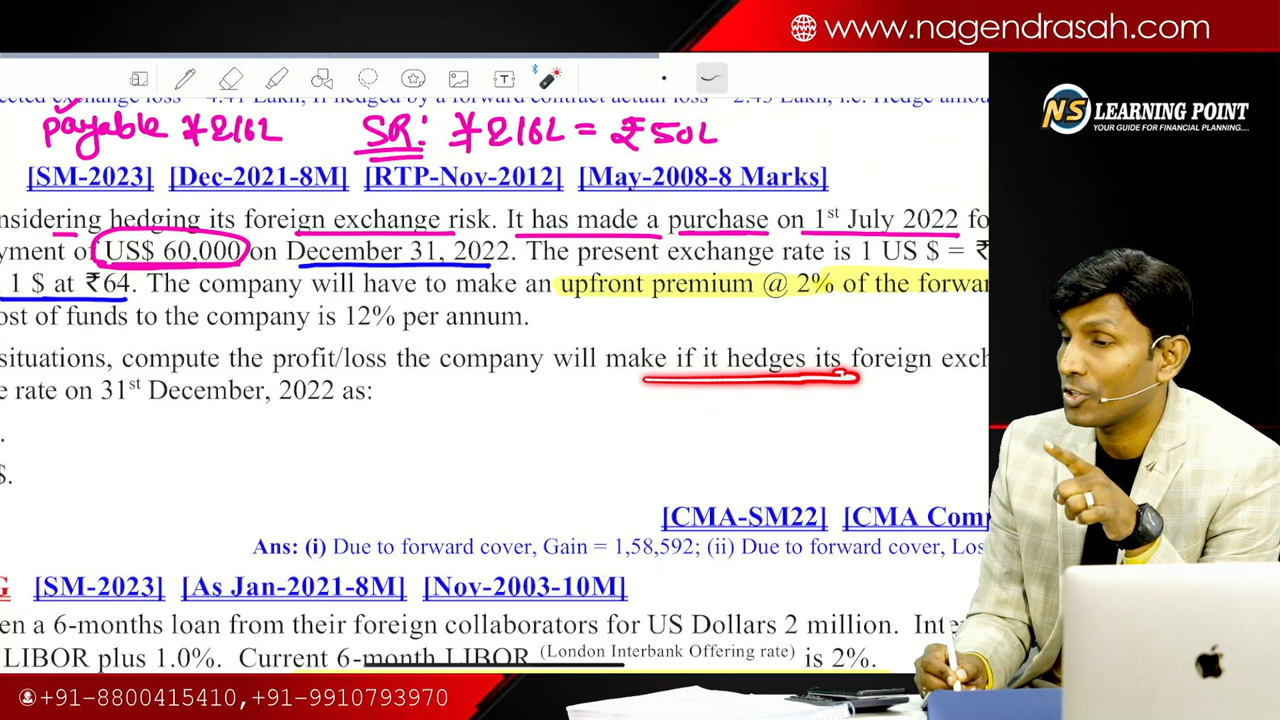 www.nagendrasah.com
NS LEARNING POINT
YOUR GUIDE FOR FINANCIAL PLANNING....
payable ¥216L SR: ¥216L = ₹50L
[SM-2023] [Dec-2021-8M] [RTP-Nov-2012] [May-2008-8 Marks]
nsidering hedging its foreign exchange risk. It has made a purchase on 1st July 2022 fo
yment of US$ 60,000 on December 31, 2022. The present exchange rate is 1 US $ = ₹
1 $ at ₹64. The company will have to make an upfront premium @ 2% of the forwar
ost of funds to the company is 12% per annum.
situations, compute the profit/loss the company will make if it hedges its foreign exch
e rate on 31st December, 2022 as:
.
$.
[CMA-SM22] [CMA Com
Ans: (i) Due to forward cover, Gain = 1,58,592; (ii) Due to forward cover, Los
G [SM-2023] [As Jan-2021-8M] [Nov-2003-10M]
en a 6-months loan from their foreign collaborators for US Dollars 2 million. Inte
LIBOR plus 1.0%. Current 6-month LIBOR (London Interbank Offering rate) is 2%.
+91-8800415410,+91-9910793970